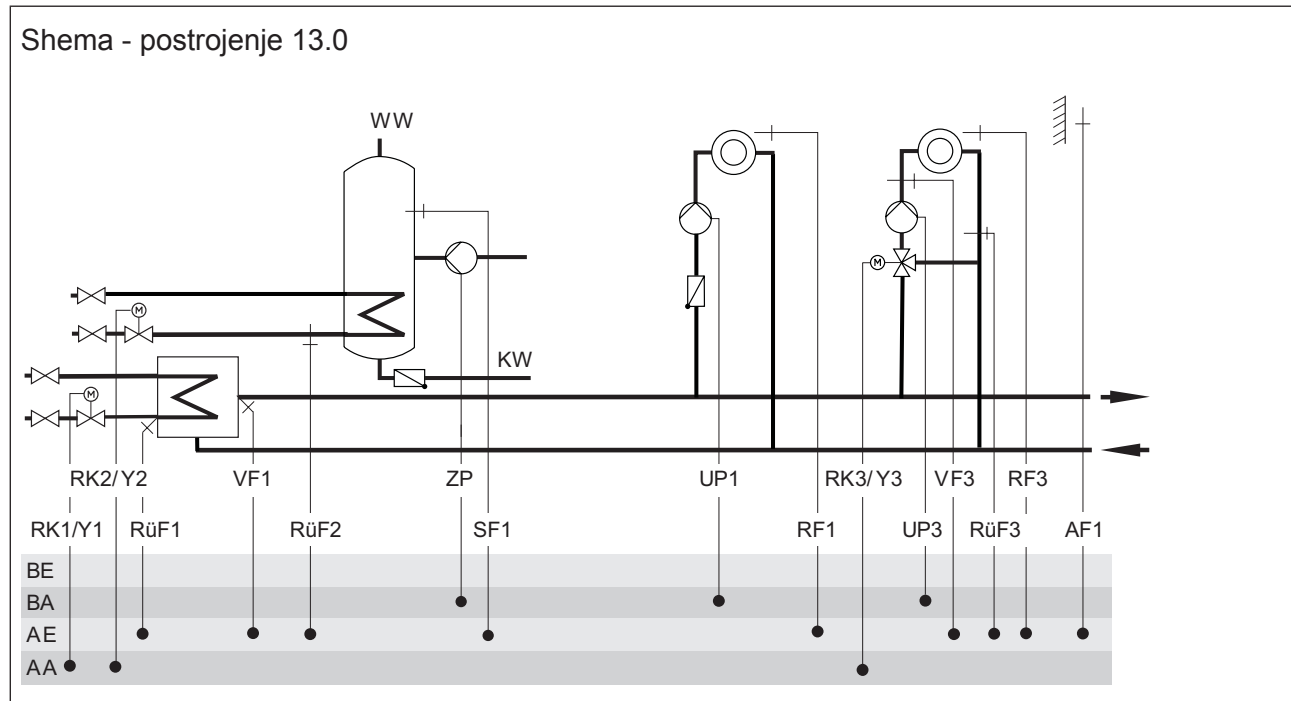 Shema - postrojenje 13.0
WW
M
KW
M
M
RK2/Y2 VF1 ZP UP1 RK3/Y3 VF3 RF3
RK1/Y1 RüF1 RüF2 SF1 RF1 UP3 RüF3 AF1
BE
BA
AE
AA